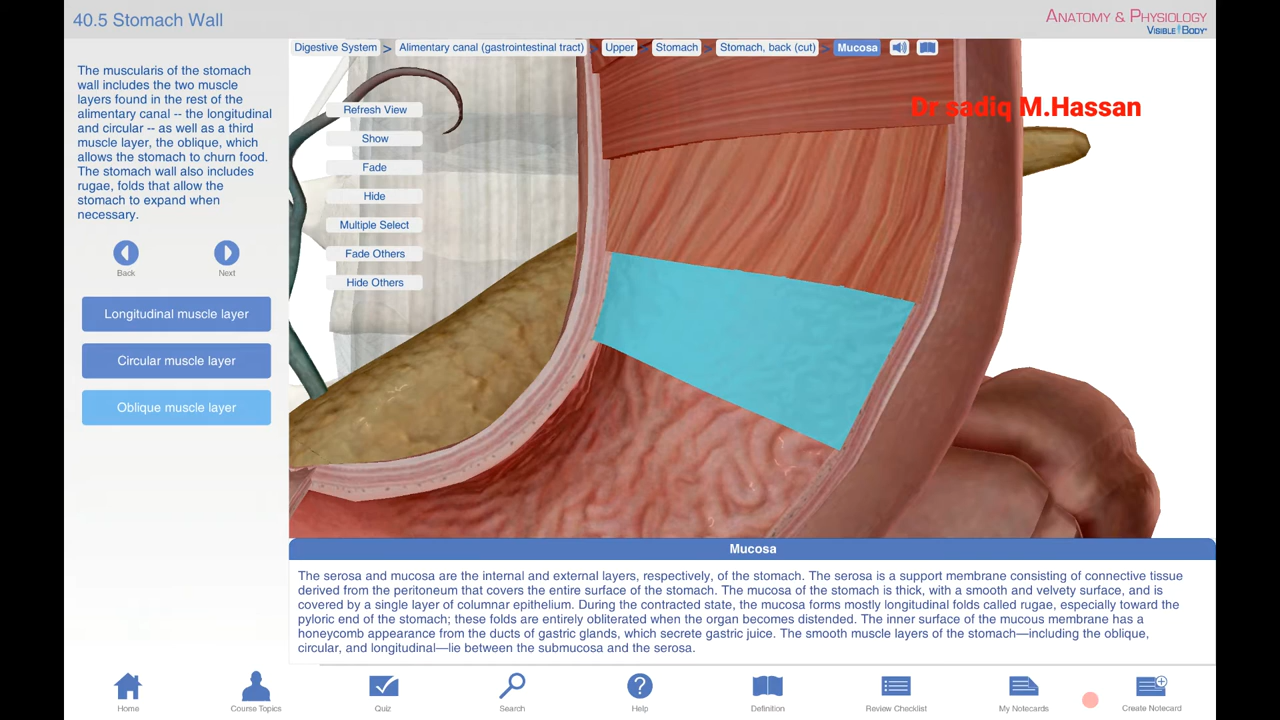 40.5 Stomach Wall
ANATOMY & PHYSIOLOGY
VISIBLE BODY
Digestive System > Alimentary canal (gastrointestinal tract) > Upper > Stomach > Stomach, back (cut) > Mucosa
The muscularis of the stomach
wall includes the two muscle
layers found in the rest of the
alimentary canal -- the longitudinal
and circular -- as well as a third
muscle layer, the oblique, which
allows the stomach to churn food.
The stomach wall also includes
rugae, folds that allow the
stomach to expand when
necessary.
Back
Next
Longitudinal muscle layer
Circular muscle layer
Oblique muscle layer
Refresh View
Show
Fade
Hide
Multiple Select
Fade Others
Hide Others
Dr sadiq M.Hassan
Mucosa
The serosa and mucosa are the internal and external layers, respectively, of the stomach. The serosa is a support membrane consisting of connective tissue
derived from the peritoneum that covers the entire surface of the stomach. The mucosa of the stomach is thick, with a smooth and velvety surface, and is
covered by a single layer of columnar epithelium. During the contracted state, the mucosa forms mostly longitudinal folds called rugae, especially toward the
pyloric end of the stomach; these folds are entirely obliterated when the organ becomes distended. The inner surface of the mucous membrane has a
honeycomb appearance from the ducts of gastric glands, which secrete gastric juice. The smooth muscle layers of the stomach—including the oblique,
circular, and longitudinal—lie between the submucosa and the serosa.
Home
Course Topics
Quiz
Search
Help
Definition
Review Checklist
My Notecards
Create Notecard